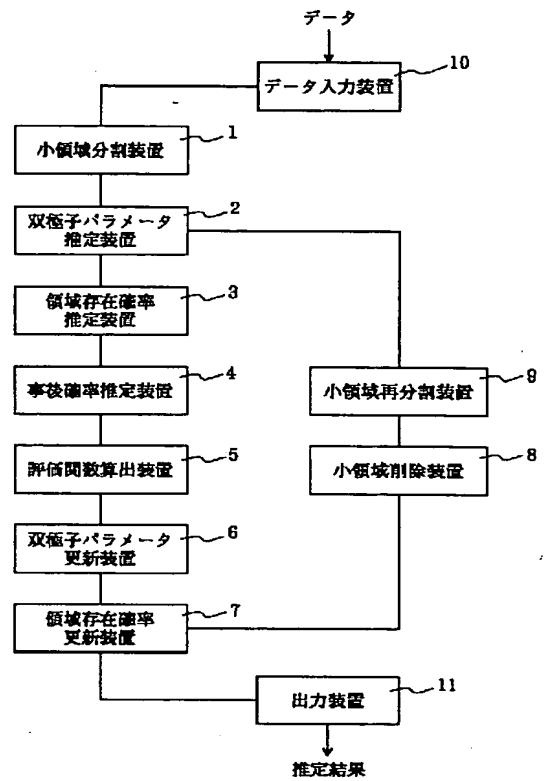 データ
10
データ入力装置
1
小領域分割装置
2
双極子パラメータ
推定装置
3
領域存在確率
推定装置
4
事後確率推定装置
9
小領域再分割装置
5
評価関数算出装置
8
小領域削除装置
6
双極子パラメータ
更新装置
7
領域存在確率
更新装置
11
出力装置
推定結果